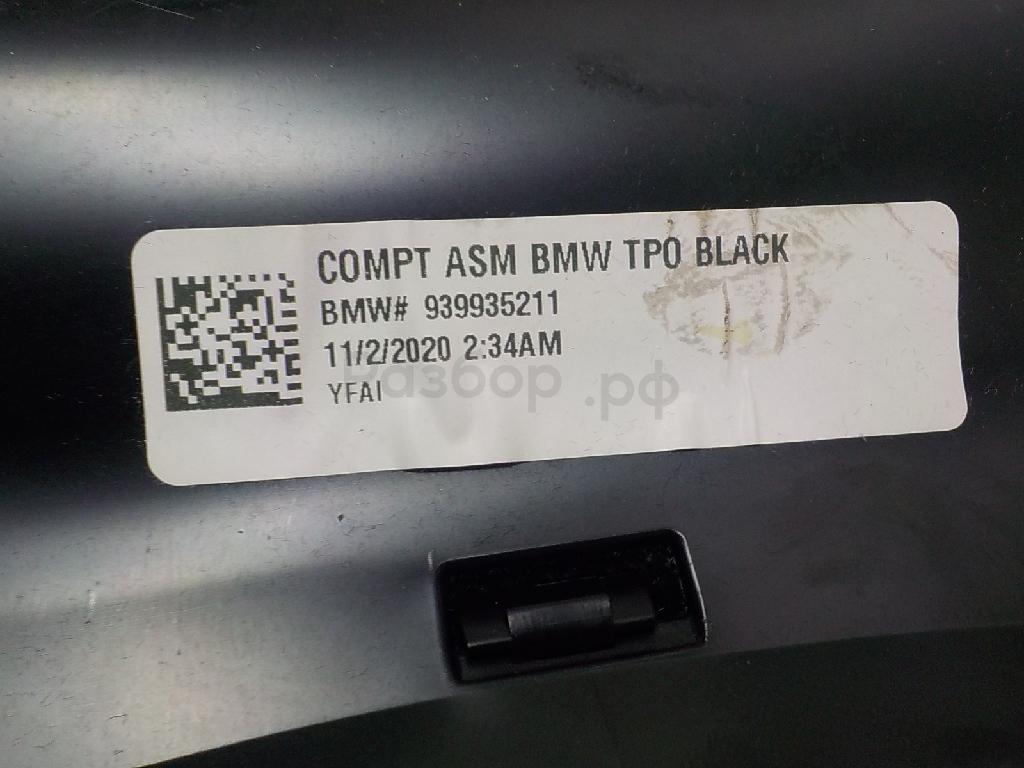 COMPT ASM BMW TPO BLACK
BMW# 939935211
11/2/2020 2:34AM
YFAI
Разбор.рф